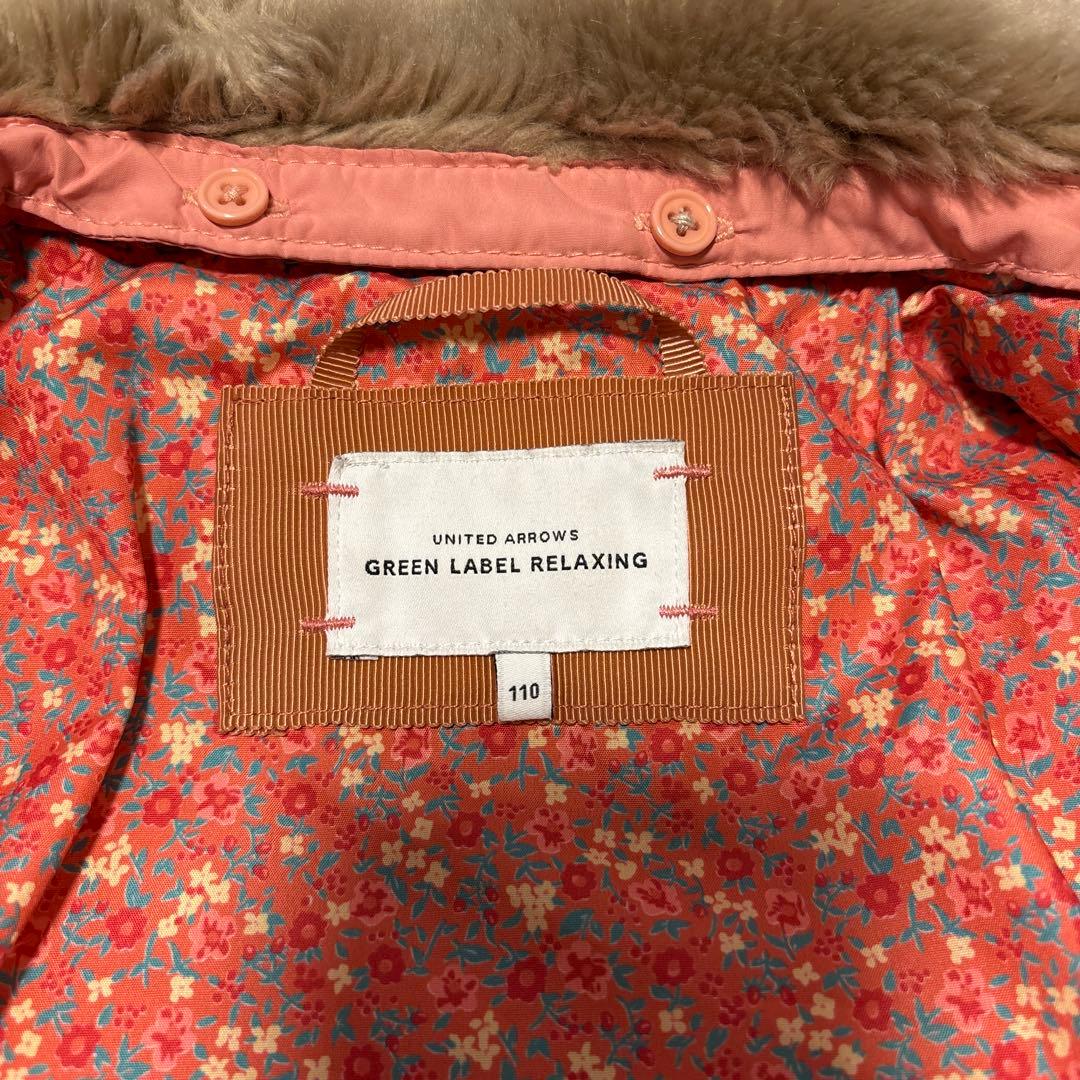 UNITED ARROWS
GREEN LABEL RELAXING
110